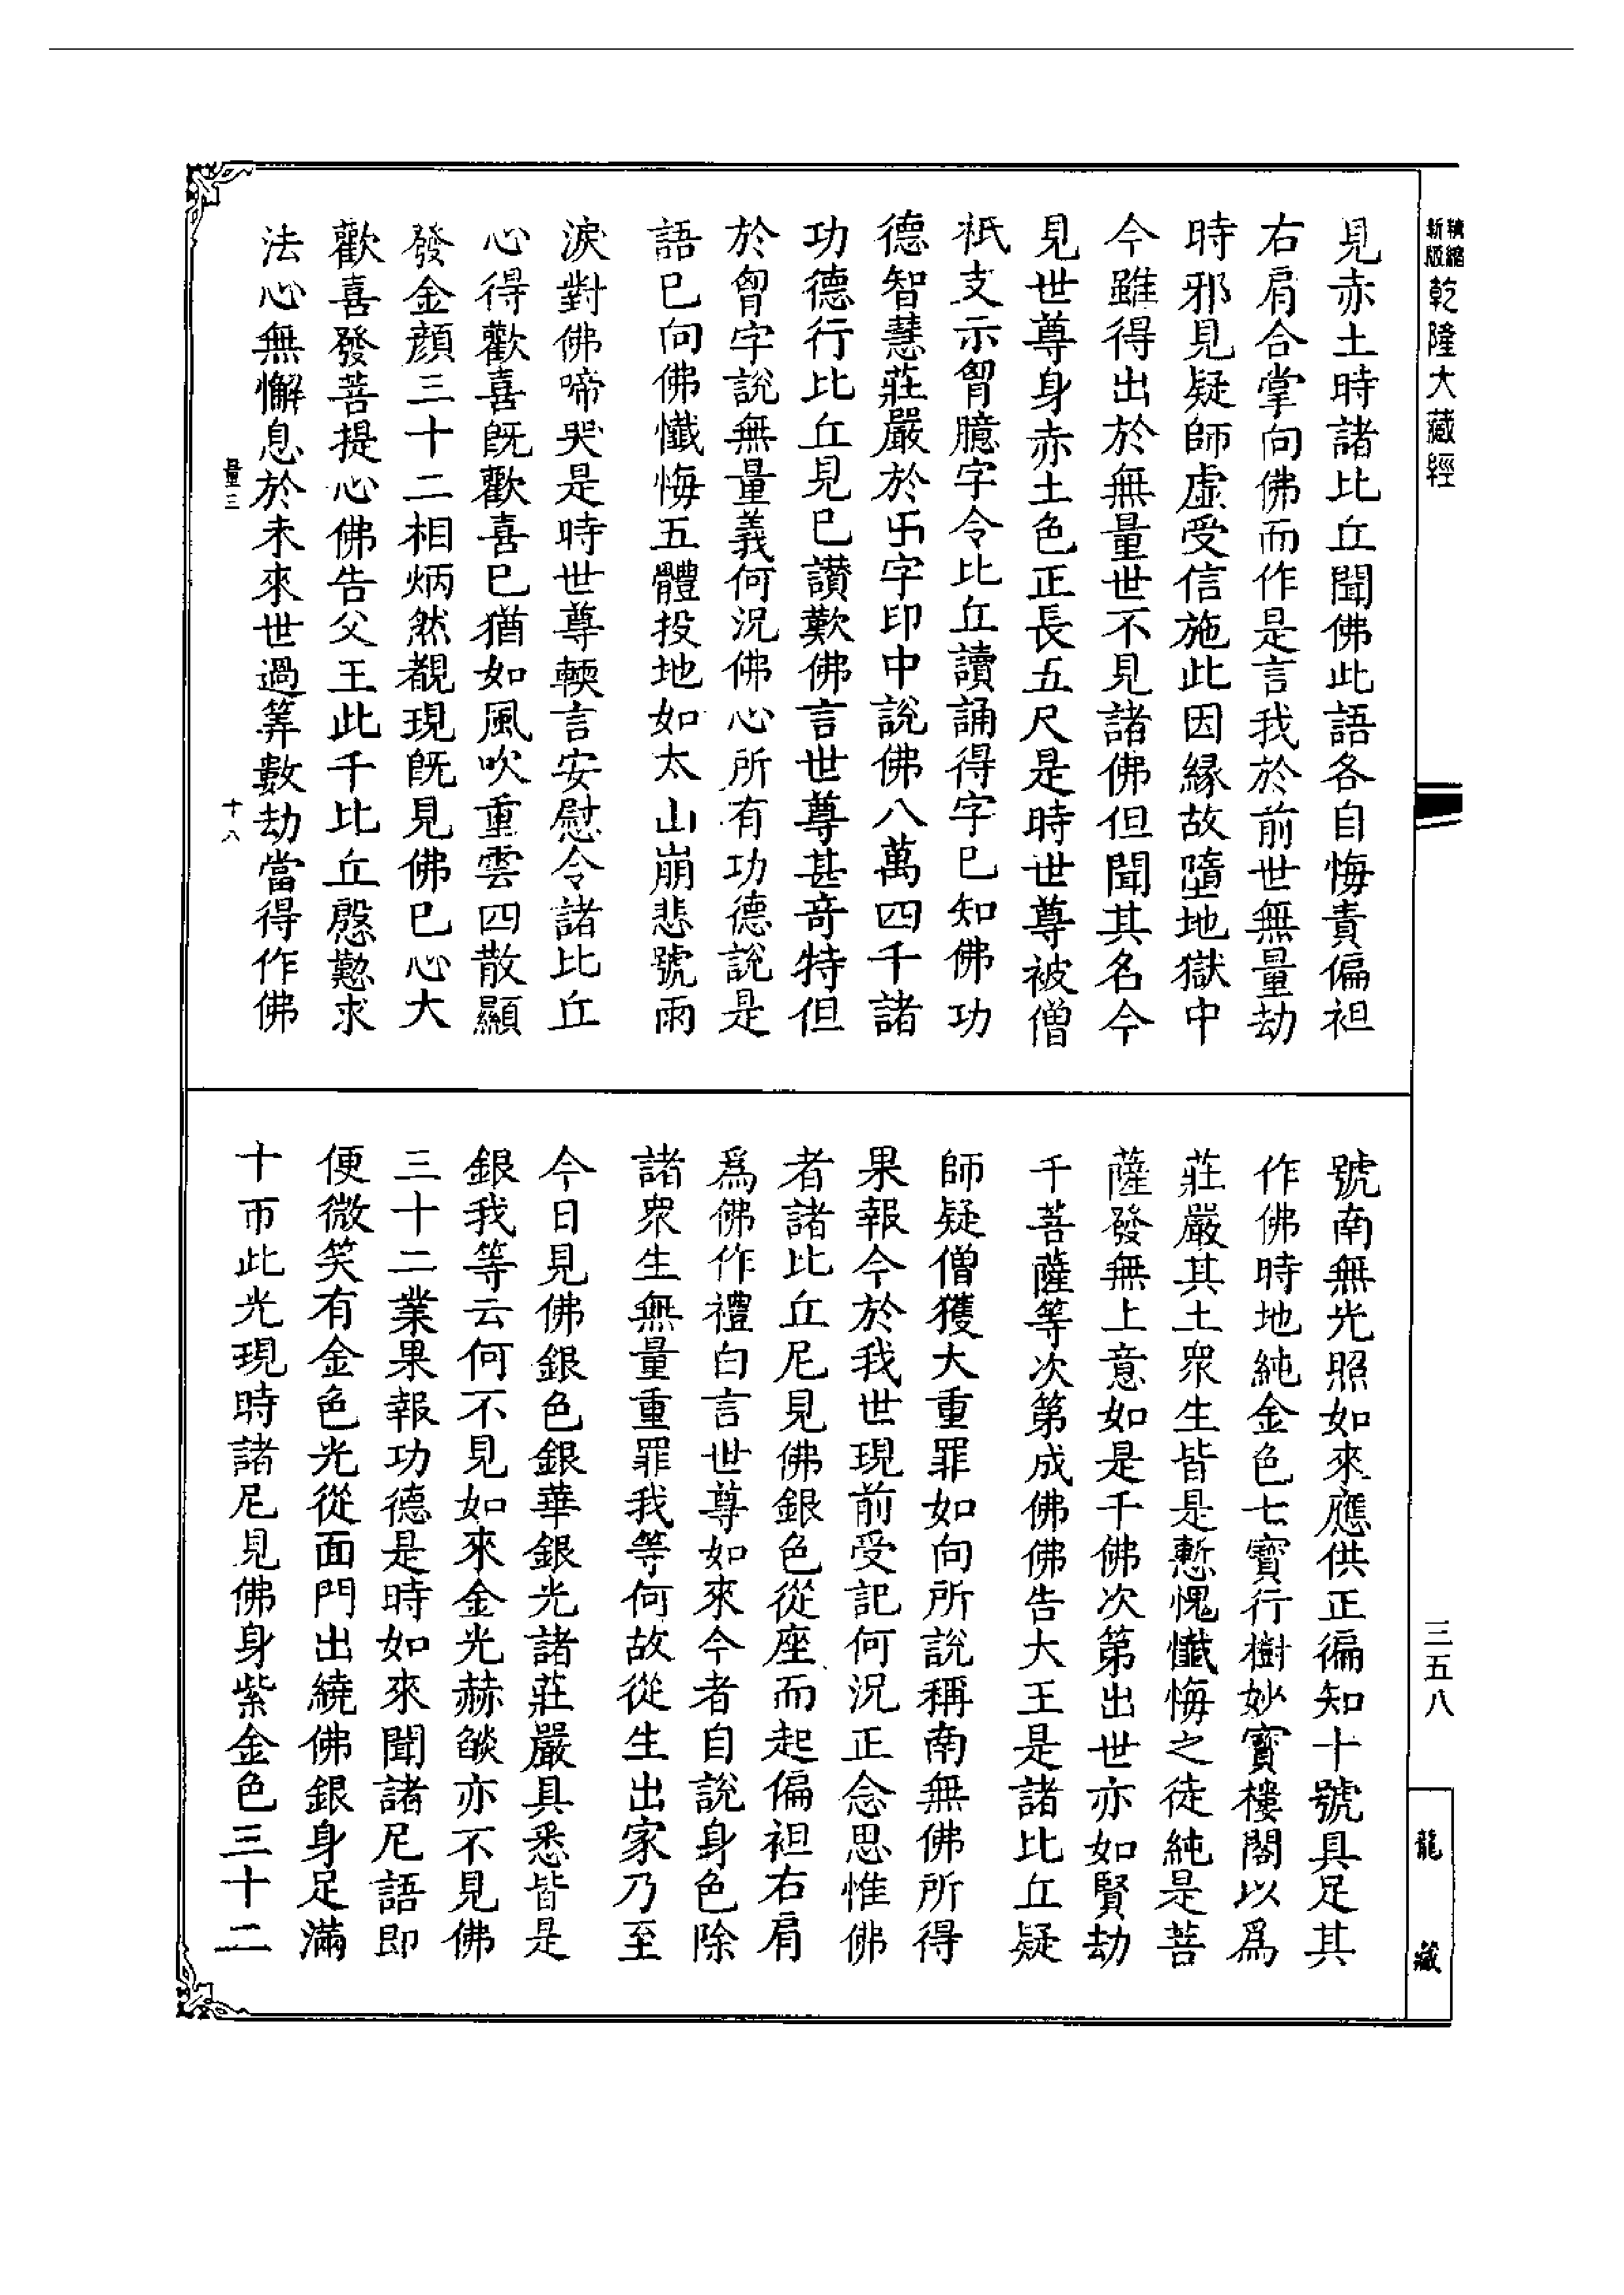 精縮
新版
乾隆大藏經
見赤土時諸比丘聞佛此語各自悔責偏袒
右肩合掌向佛而作是言我於前世無量劫
時邪見疑師虛受信施此因緣故墮地獄中
今雖得出於無量世不見諸佛但聞其名今
見世尊身赤土色正長五尺是時世尊被僧
祇支示胷臆字令比丘讀誦得字已知佛功
德智慧莊嚴於卐字印中說佛八萬四千諸
功德行比丘見已讚歎佛言世尊甚奇特但
於胷字說無量義何況佛心所有功德說是
語已向佛懺悔五體投地如太山崩悲號雨
淚對佛啼哭是時世尊輭言安慰令諸比丘
心得歡喜既歡喜已猶如風吹重雲四散顯
發金顏三十二相炳然覩現既見佛已心大
歡喜發菩提心佛告父王此千比丘慇懃求
法心無懈息於未來世過筭數劫當得作佛
量三
十八
號南無光照如來應供正徧知十號具足其
作佛時地純金色七寶行樹妙寶樓閣以爲
莊嚴其土眾生皆是慙愧懺悔之徒純是菩
薩發無上意如是千佛次第出世亦如賢劫
千菩薩等次第成佛佛告大王是諸比丘疑
師疑僧獲大重罪如向所說稱南無佛所得
果報今於我世現前受記何況正念思惟佛
者諸比丘尼見佛銀色從座而起偏袒右肩
爲佛作禮白言世尊如來今者自說身色除
諸眾生無量重罪我等何故從生出家乃至
今日見佛銀色銀華銀光諸莊嚴具悉皆是
銀我等云何不見如來金光赫燄亦不見佛
三十二業果報功德是時如來聞諸尼語即
便微笑有金色光從面門出繞佛銀身足滿
十帀此光現時諸尼見佛身紫金色三十二
三五八
龍藏